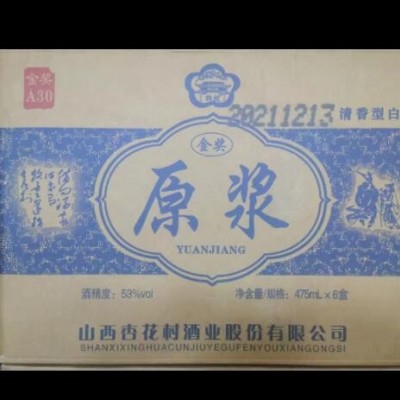 金奖
A30
20211213
清香型白
金奖
原浆
YUANJIANG
酒精度：53%vol
净含量/规格：475mL×6盒
山西杏花村酒业股份有限公司
SHANXIXINGHUACUNJIUYEGUFENYOUXIANGONGSI